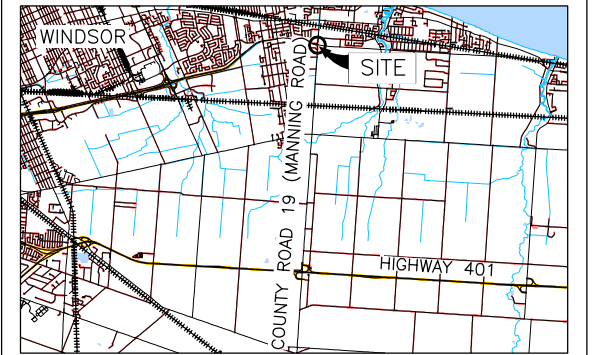 WINDSOR
SITE
COUNTY ROAD 19 (MANNING ROAD)
HIGHWAY 401